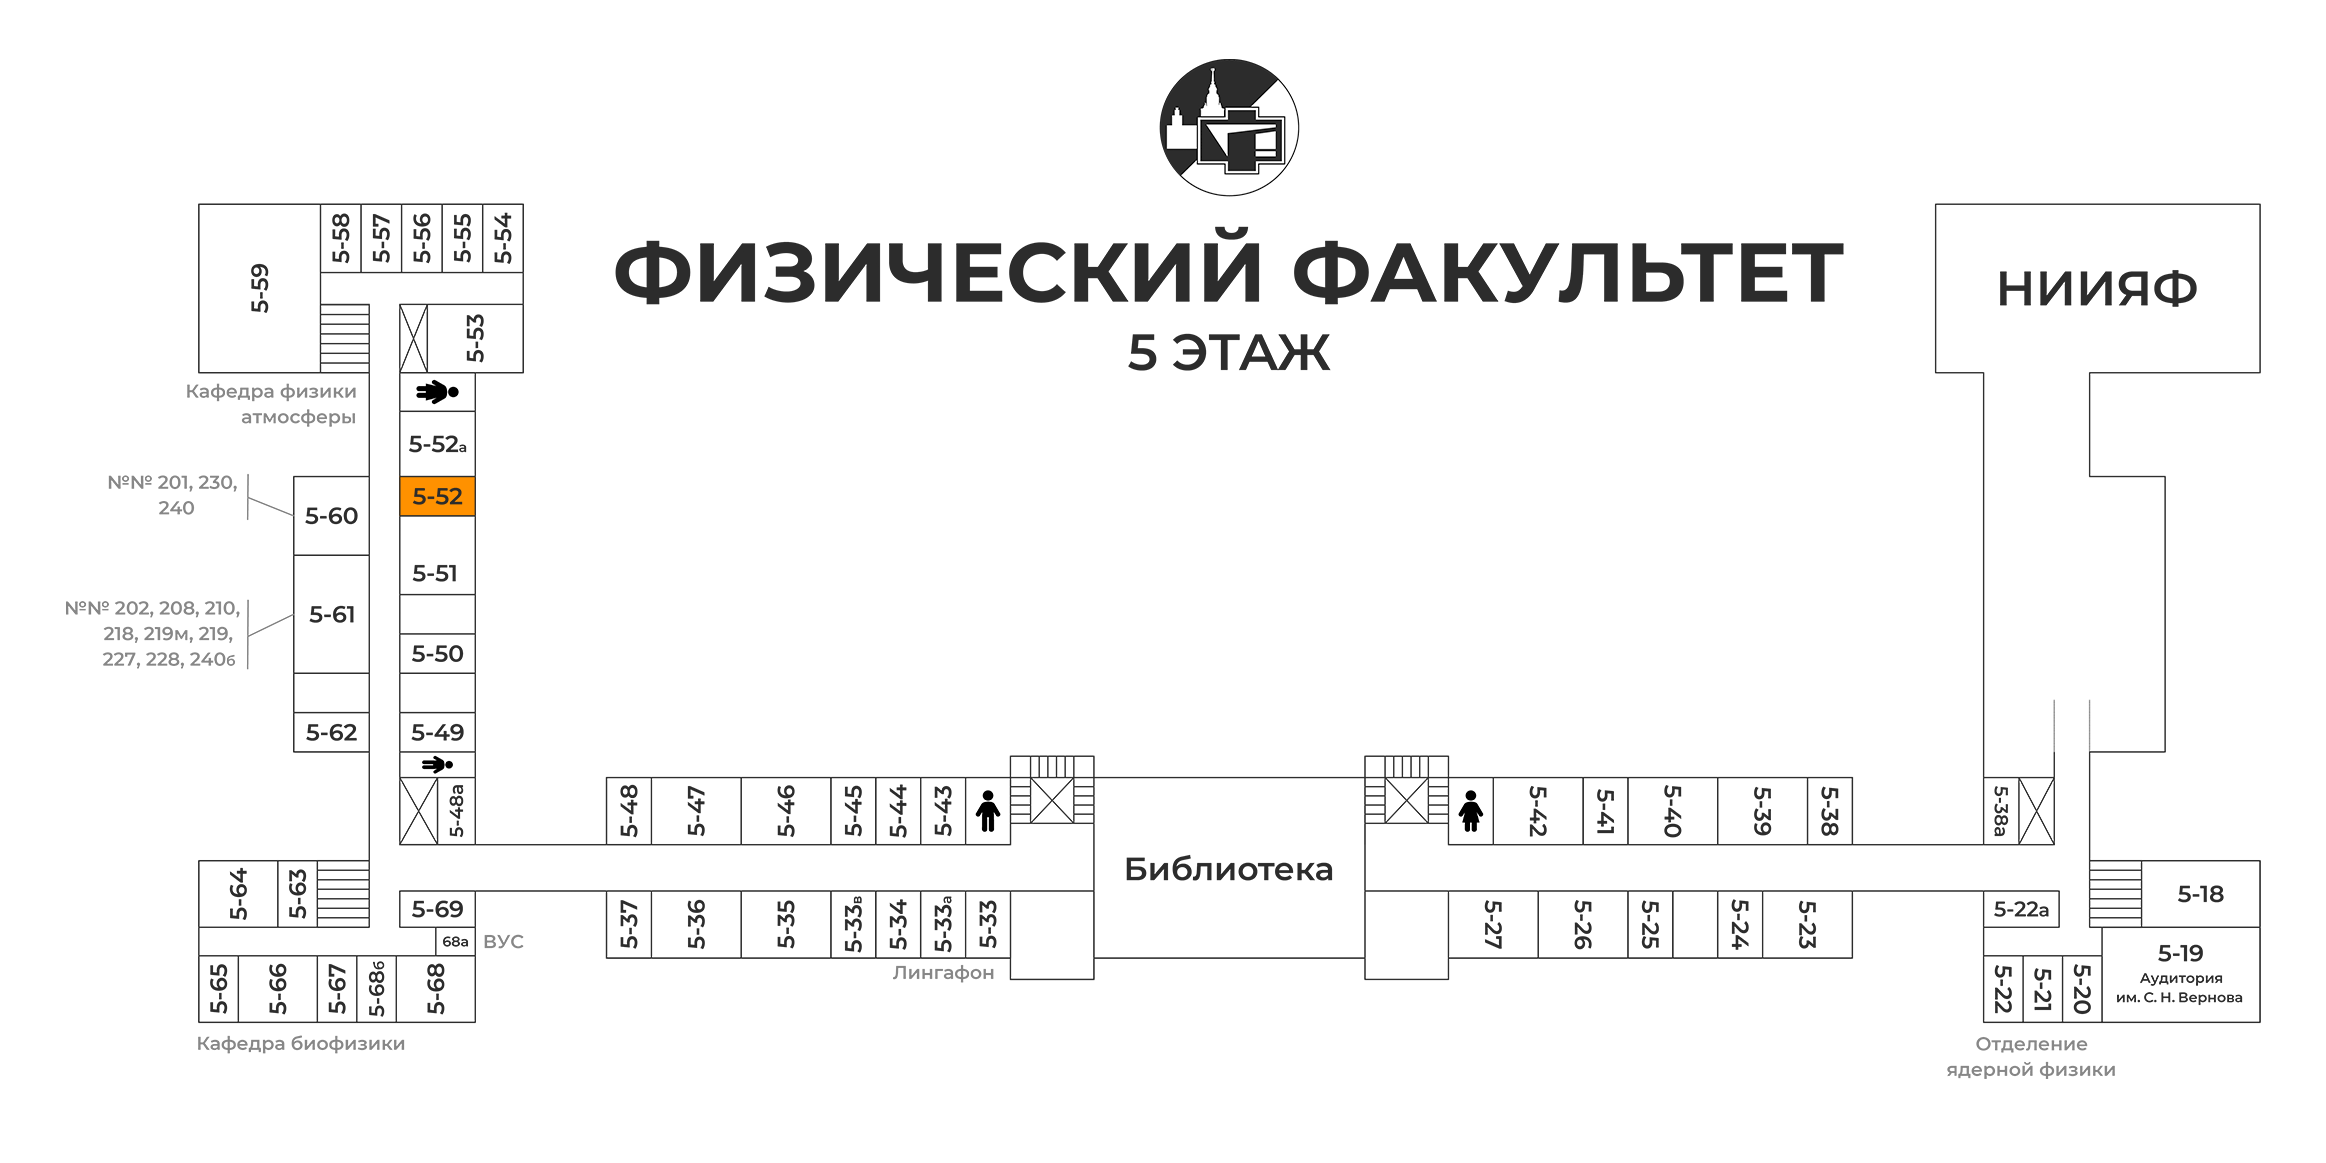 ФИЗИЧЕСКИЙ ФАКУЛЬТЕТ
5 ЭТАЖ
5-59
5-58
5-57
5-56
5-55
5-54
5-53
Кафедра физики
атмосферы
5-52а
5-52
№№ 201, 230,
240
5-60
5-51
№№ 202, 208, 210,
218, 219м, 219,
227, 228, 240б
5-61
5-50
5-62
5-49
5-48а
5-64
5-63
5-69
68а
ВУС
5-65
5-66
5-67
5-68б
5-68
Кафедра биофизики
5-48
5-47
5-46
5-45
5-44
5-43
5-37
5-36
5-35
5-33в
5-34
5-33а
5-33
Лингафон
Библиотека
5-42
5-41
5-40
5-39
5-38
5-27
5-26
5-25
5-24
5-23
НИИЯФ
5-38а
5-22а
5-18
5-19
Аудитория
им. С. Н. Вернова
5-22
5-21
5-20
Отделение
ядерной физики